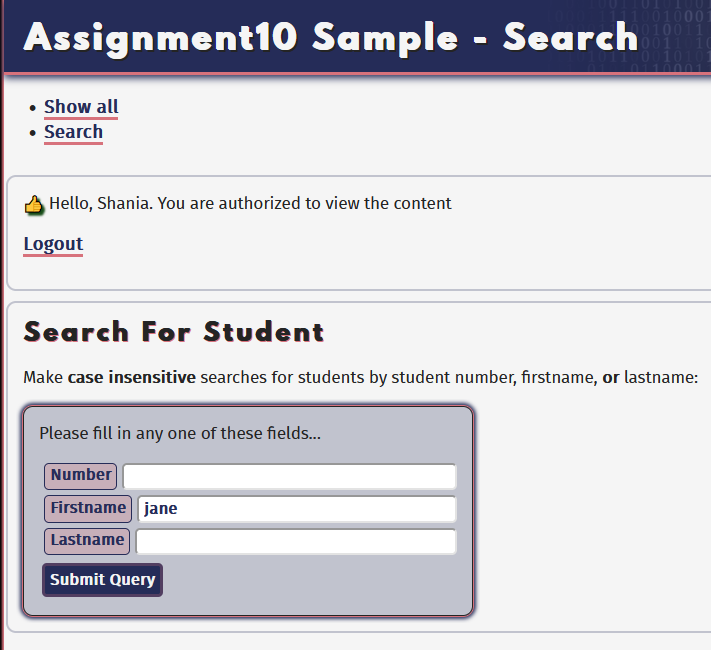 Assignment10 Sample - Search
• Show all
• Search
Hello, Shania. You are authorized to view the content
Logout
Search For Student
Make case insensitive searches for students by student number, firstname, or lastname:
Please fill in any one of these fields...
Number
Firstname jane
Lastname
Submit Query